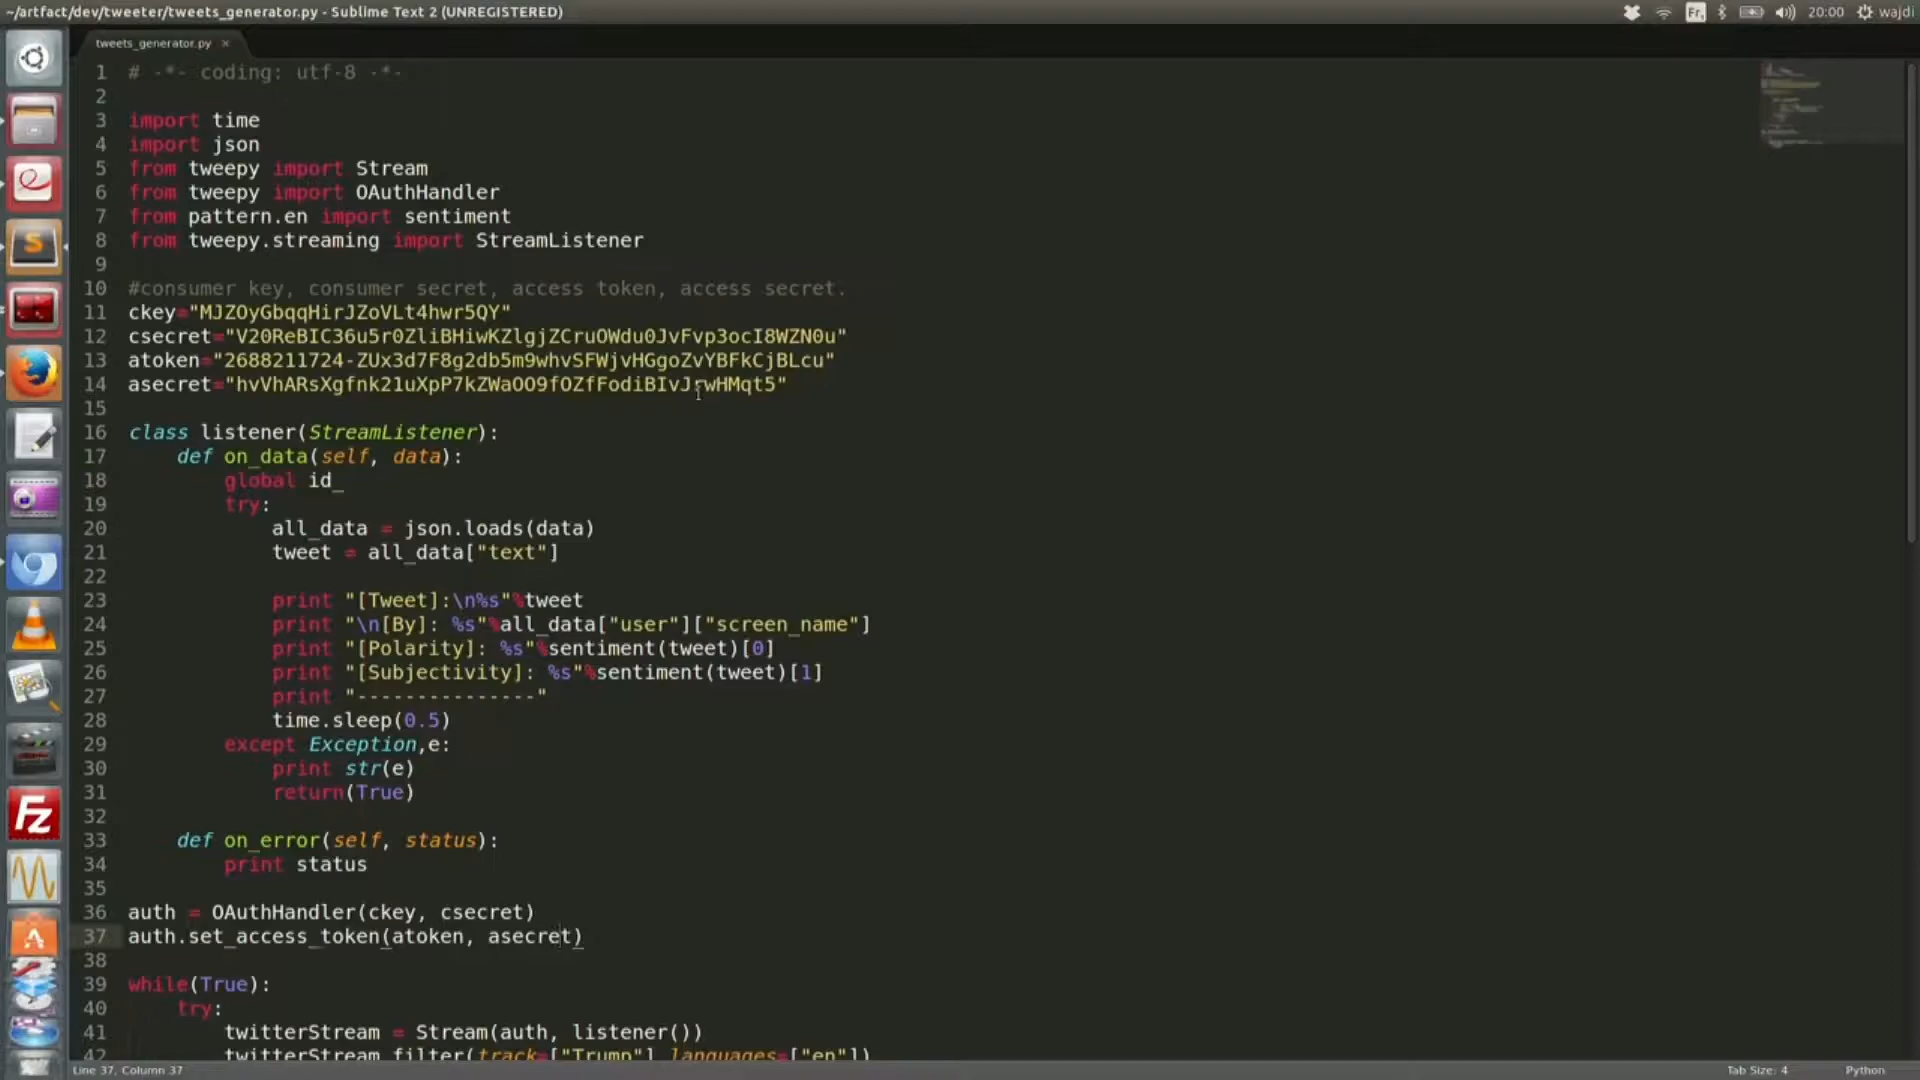 ~/artfact/dev/tweeter/tweets_generator.py - Sublime Text 2 (UNREGISTERED)
Fr 20:00 wajdi
tweets_generator.py ×
1 # -*- coding: utf-8 -*-
2
3 import time
4 import json
5 from tweepy import Stream
6 from tweepy import OAuthHandler
7 from pattern.en import sentiment
8 from tweepy.streaming import StreamListener
9
10 #consumer key, consumer secret, access token, access secret.
11 ckey="MJZOyGbqqHirJZoVLt4hwr5QY"
12 csecret="V20ReBIC36u5r0ZliBHiwKZlgjZCruOWdu0JvFvp3ocI8WZN0u"
13 atoken="2688211724-ZUx3d7F8g2db5m9whvSFWjvHGgoZvYBFkCjBLcu"
14 asecret="hvVhARsXgfnk21uXpP7kZWaOO9fOZfFodiBIvJrwHMqt5"
15
16 class listener(StreamListener):
17 def on_data(self, data):
18 global id_
19 try:
20 all_data = json.loads(data)
21 tweet = all_data["text"]
22
23 print "[Tweet]:\n%s"%tweet
24 print "\n[By]: %s"%all_data["user"]["screen_name"]
25 print "[Polarity]: %s"%sentiment(tweet)[0]
26 print "[Subjectivity]: %s"%sentiment(tweet)[1]
27 print "---------------"
28 time.sleep(0.5)
29 except Exception,e:
30 print str(e)
31 return(True)
32
33 def on_error(self, status):
34 print status
35
36 auth = OAuthHandler(ckey, csecret)
37 auth.set_access_token(atoken, asecret)
38
39 while(True):
40 try:
41 twitterStream = Stream(auth, listener())
42 twitterStream.filter(track=["Trump"],languages=["en"])
Line 37, Column 37
Tab Size: 4
Python